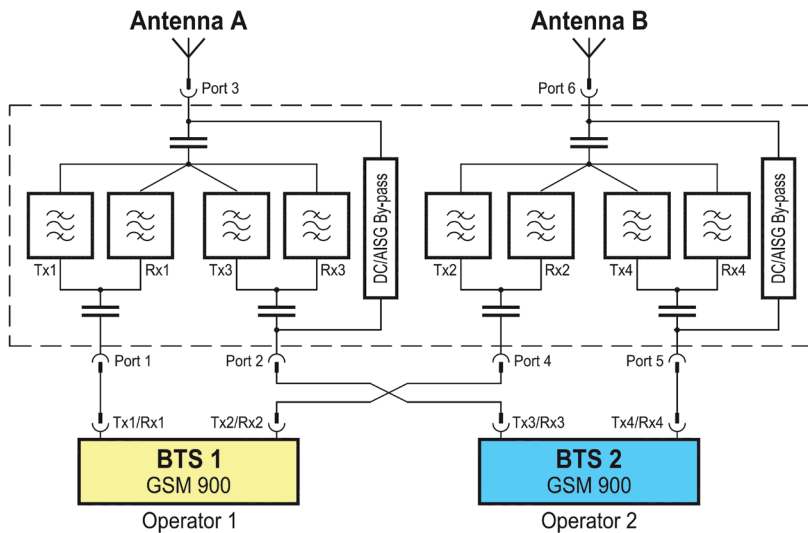 Antenna A
Antenna B
Port 3
Port 6
DC/AISG By-pass
DC/AISG By-pass
Tx1
Rx1
Tx3
Rx3
Tx2
Rx2
Tx4
Rx4
Port 1
Port 2
Port 4
Port 5
Tx1/Rx1
Tx2/Rx2
Tx3/Rx3
Tx4/Rx4
BTS 1
GSM 900
BTS 2
GSM 900
Operator 1
Operator 2